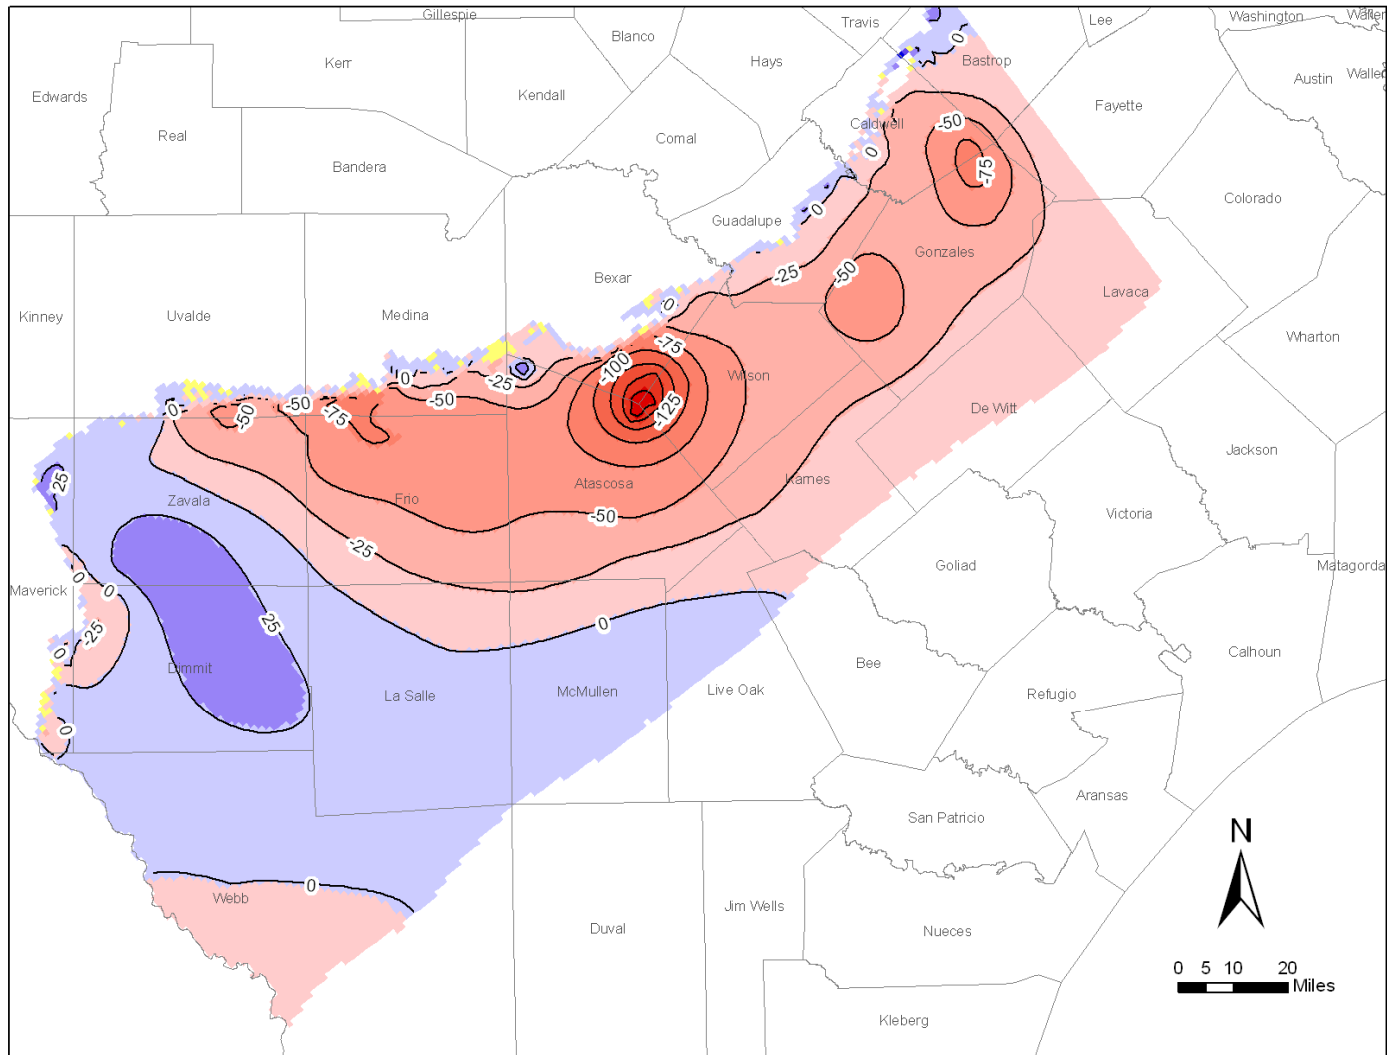 Gillespie
Travis
Lee
Washington
Blanco
Kerr
Hays
Bastrop
0
Austin
Edwards
Kendall
Fayette
Real
Comal
Caldwell
-50
Bandera
0
-75
Colorado
Guadalupe
0
Gonzales
Bexar
-25
-50
Lavaca
Kinney
Uvalde
Medina
0
Wharton
-75
-100
Wilson
0
-25
-50
-50
-50
0
-75
-125
De Witt
Jackson
25
Atascosa
Karnes
Zavala
Frio
Victoria
-50
-25
Goliad
Matagorda
0
0
Maverick
25
0
-25
0
Dimmit
La Salle
McMullen
Live Oak
Bee
Calhoun
Refugio
0
Aransas
San Patricio
N
0
Webb
Jim Wells
Duval
Nueces
0 5 10 20
Miles
Kleberg